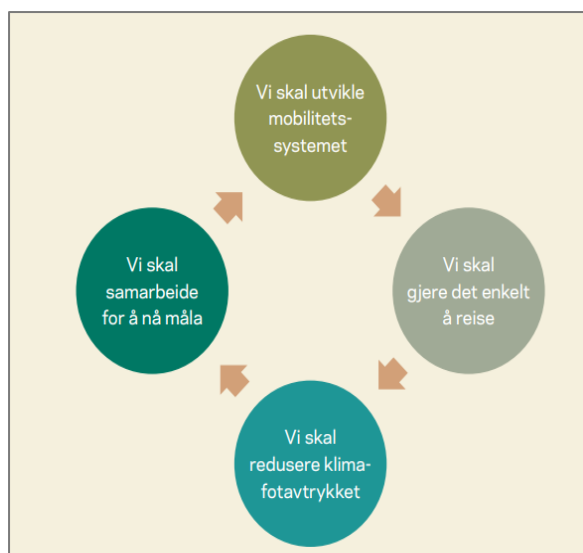 Vi skal utvikle
mobilitets-
systemet
Vi skal
gjere det enkelt
å reise
Vi skal
redusere klima-
fotavtrykket
Vi skal
samarbeide
for å nå måla